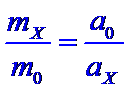 m_X / m_0 = a_0 / a_X